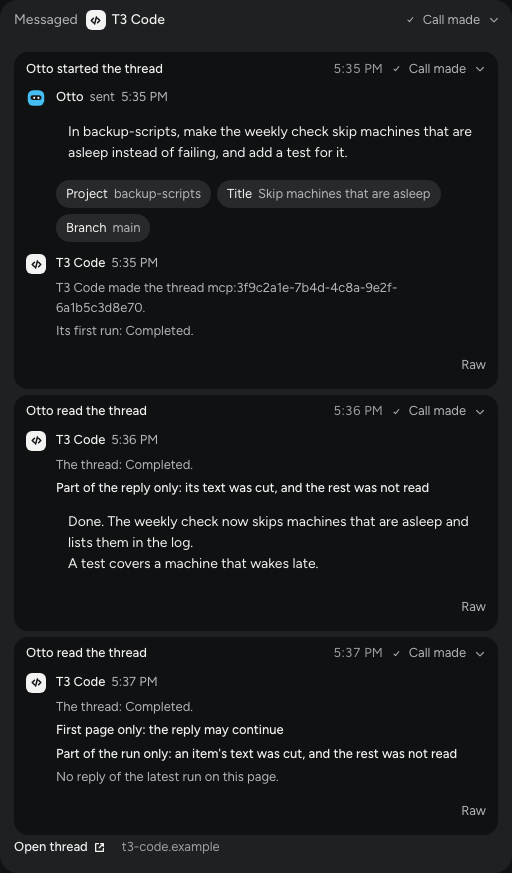 Messaged T3 Code Call made
Otto started the thread 5:35 PM Call made
Otto sent 5:35 PM
In backup-scripts, make the weekly check skip machines that are
asleep instead of failing, and add a test for it.
Project backup-scripts Title Skip machines that are asleep
Branch main
T3 Code 5:35 PM
T3 Code made the thread mcp:3f9c2a1e-7b4d-4c8a-9e2f-
6a1b5c3d8e70.
Its first run: Completed.
Raw
Otto read the thread 5:36 PM Call made
T3 Code 5:36 PM
The thread: Completed.
Part of the reply only: its text was cut, and the rest was not read
Done. The weekly check now skips machines that are asleep and
lists them in the log.
A test covers a machine that wakes late.
Raw
Otto read the thread 5:37 PM Call made
T3 Code 5:37 PM
The thread: Completed.
First page only: the reply may continue
Part of the run only: an item's text was cut, and the rest was not read
No reply of the latest run on this page.
Raw
Open thread t3-code.example